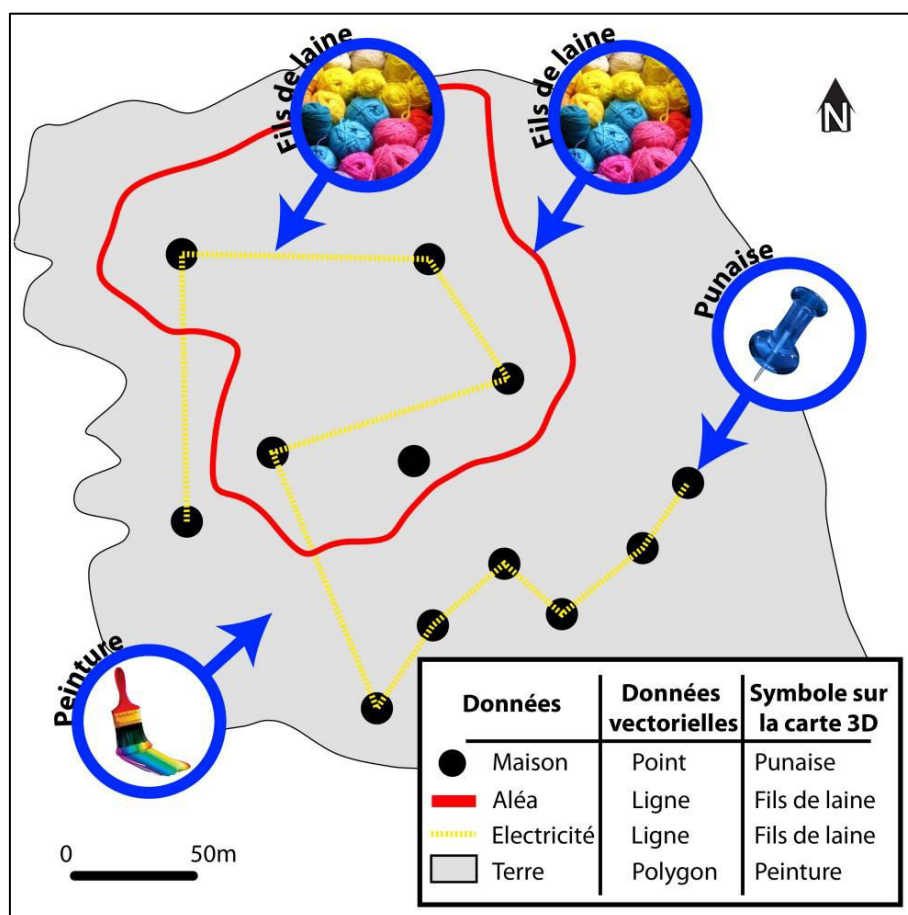 Fils de laine
Fils de laine
N
Punaise
Peinture
0 50m
Données Données vectorielles Symbole sur la carte 3D
Maison Point Punaise
Aléa Ligne Fils de laine
Electricité Ligne Fils de laine
Terre Polygon Peinture